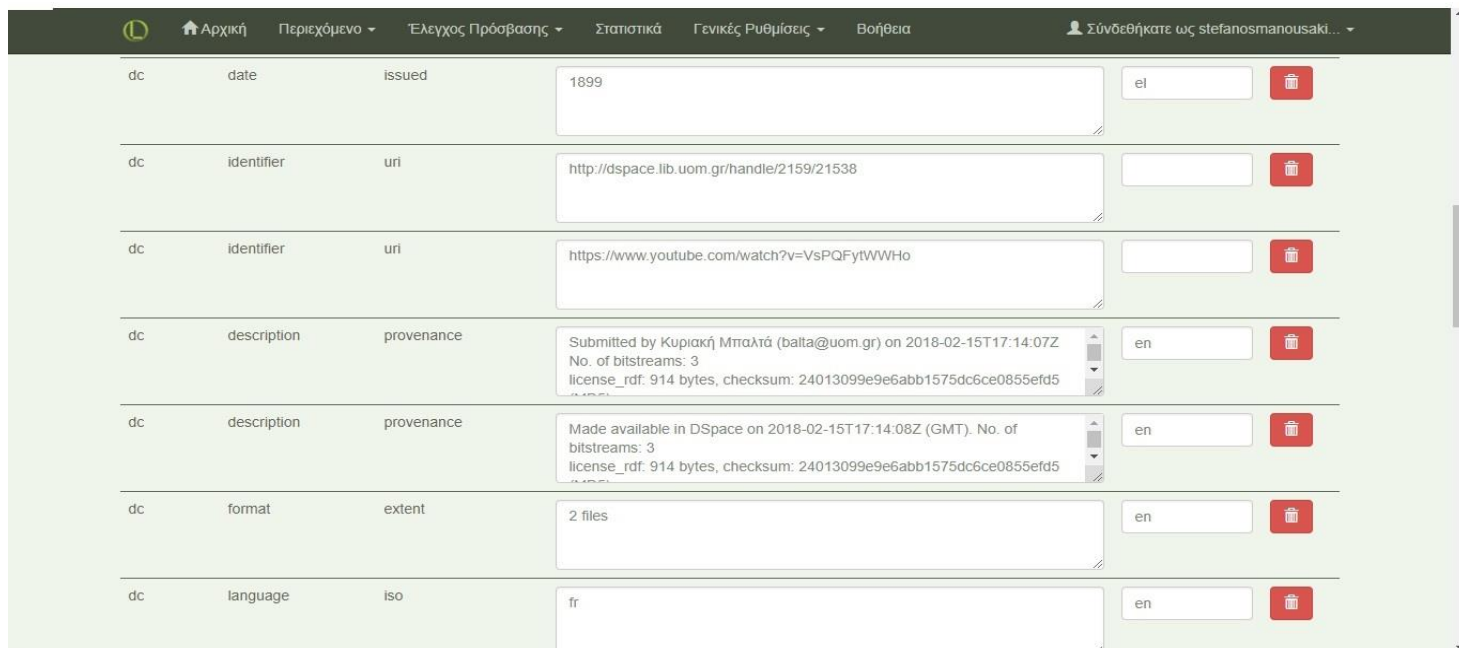 Αρχική Περιεχόμενο Έλεγχος Πρόσβασης Στατιστικά Γενικές Ρυθμίσεις Βοήθεια Σύνδεθήκατε ως stefanosmanousaki...
dc date issued 1899 el
dc identifier uri http://dspace.lib.uom.gr/handle/2159/21538
dc identifier uri https://www.youtube.com/watch?v=VsPQFytWWHo
dc description provenance Submitted by Κυριακή Μπαλτά (balta@uom.gr) on 2018-02-15T17:14:07Z en
No. of bitstreams: 3
license_rdf: 914 bytes, checksum: 24013099e9e6abb1575dc6ce0855efd5
dc description provenance Made available in DSpace on 2018-02-15T17:14:08Z (GMT). No. of en
bitstreams: 3
license_rdf: 914 bytes, checksum: 24013099e9e6abb1575dc6ce0855efd5
dc format extent 2 files en
dc language iso fr en